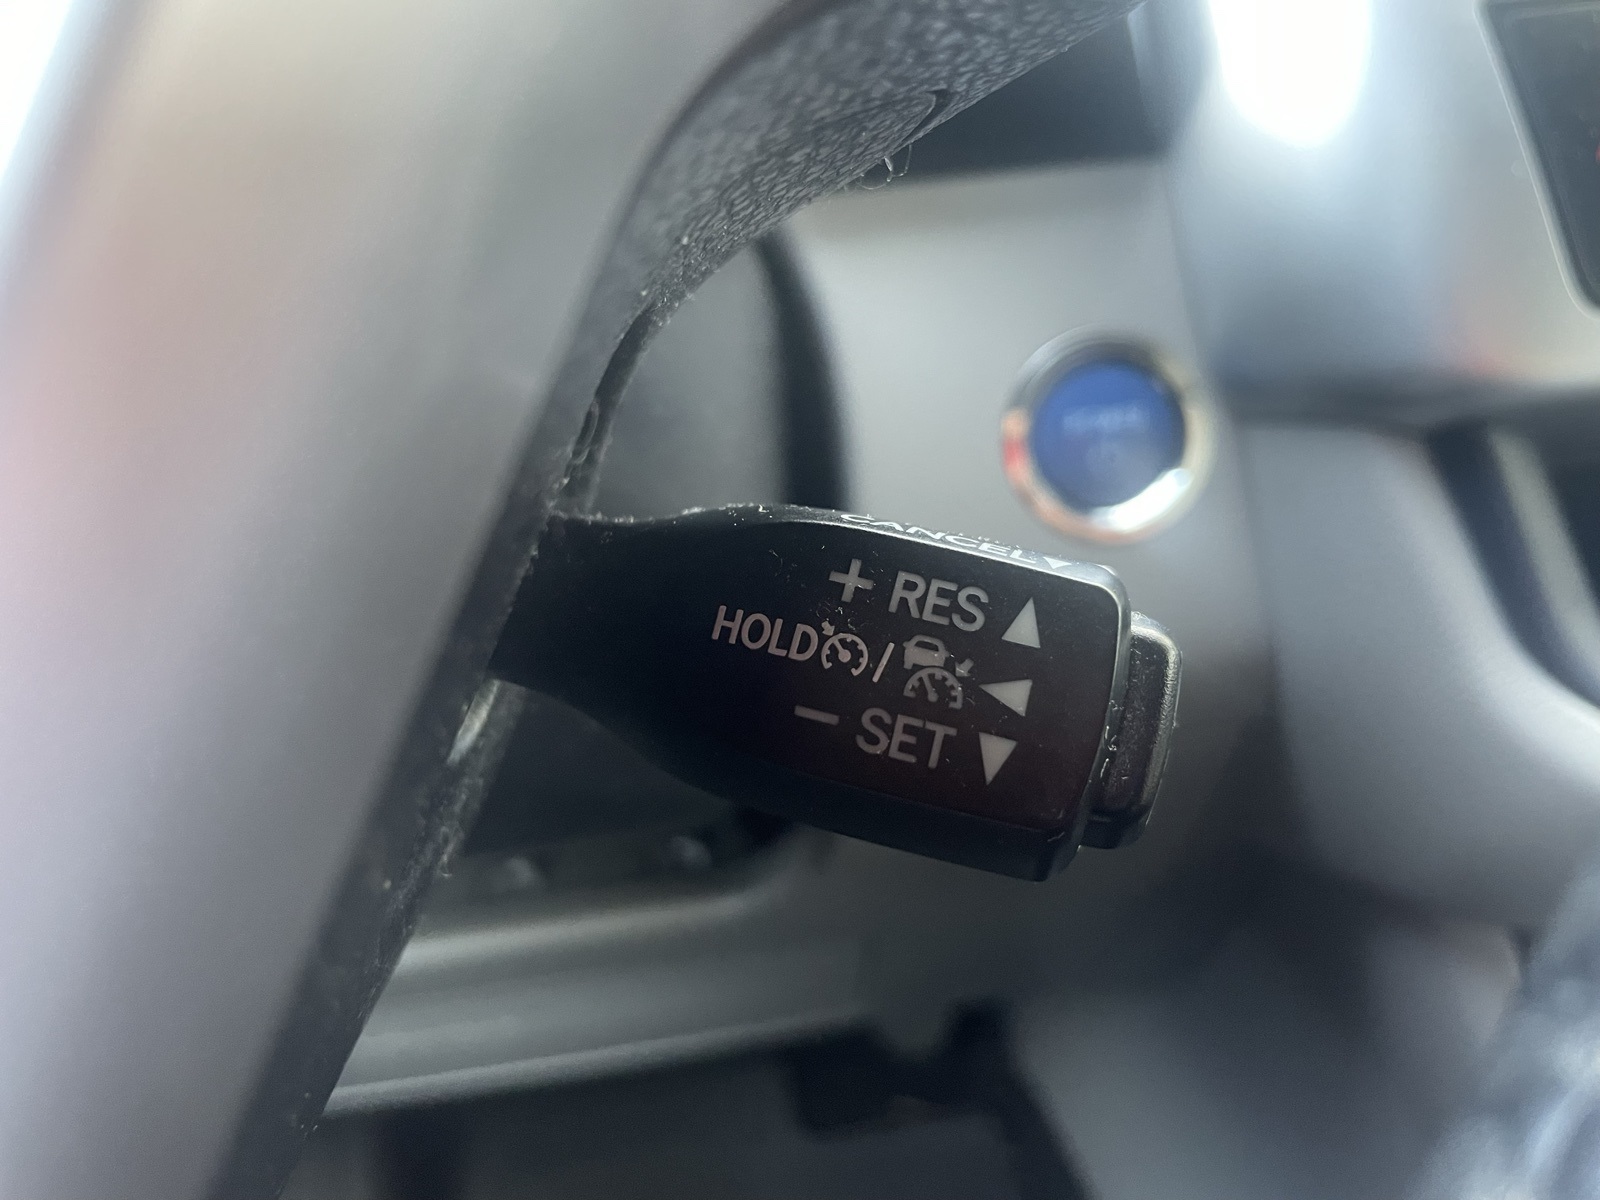 CANCEL
+ RES
HOLD /
− SET